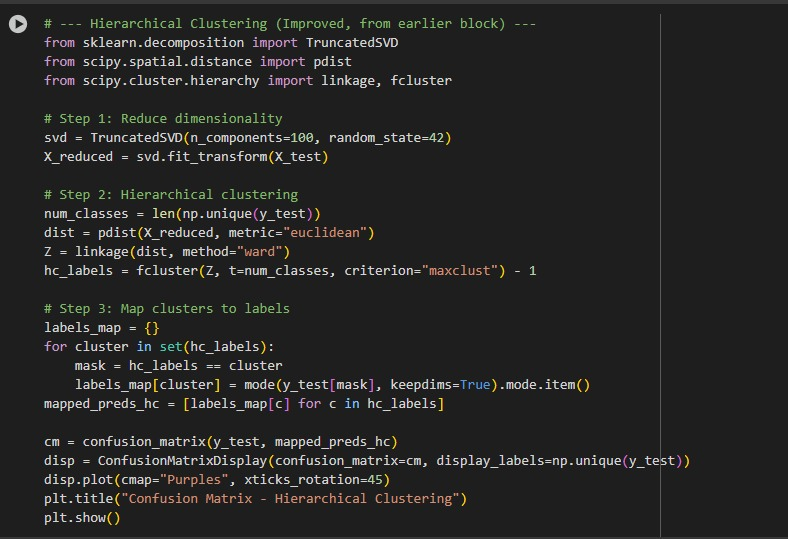 # --- Hierarchical Clustering (Improved, from earlier block) ---
from sklearn.decomposition import TruncatedSVD
from scipy.spatial.distance import pdist
from scipy.cluster.hierarchy import linkage, fcluster

# Step 1: Reduce dimensionality
svd = TruncatedSVD(n_components=100, random_state=42)
X_reduced = svd.fit_transform(X_test)

# Step 2: Hierarchical clustering
num_classes = len(np.unique(y_test))
dist = pdist(X_reduced, metric="euclidean")
Z = linkage(dist, method="ward")
hc_labels = fcluster(Z, t=num_classes, criterion="maxclust") - 1

# Step 3: Map clusters to labels
labels_map = {}
for cluster in set(hc_labels):
    mask = hc_labels == cluster
    labels_map[cluster] = mode(y_test[mask], keepdims=True).mode.item()
mapped_preds_hc = [labels_map[c] for c in hc_labels]

cm = confusion_matrix(y_test, mapped_preds_hc)
disp = ConfusionMatrixDisplay(confusion_matrix=cm, display_labels=np.unique(y_test))
disp.plot(cmap="Purples", xticks_rotation=45)
plt.title("Confusion Matrix - Hierarchical Clustering")
plt.show()